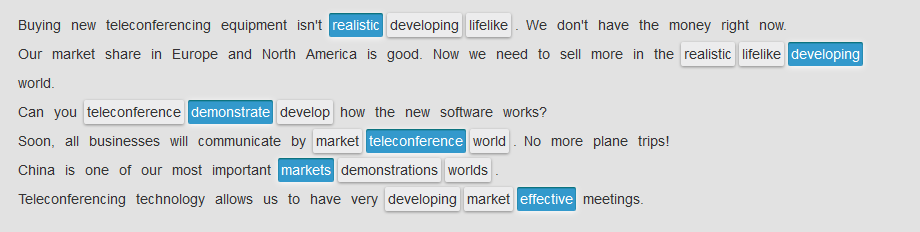 Buying new teleconferencing equipment isn't realistic developing lifelike . We don't have the money right now.
Our market share in Europe and North America is good. Now we need to sell more in the realistic lifelike developing
world.
Can you teleconference demonstrate develop how the new software works?
Soon, all businesses will communicate by market teleconference world . No more plane trips!
China is one of our most important markets demonstrations worlds .
Teleconferencing technology allows us to have very developing market effective meetings.